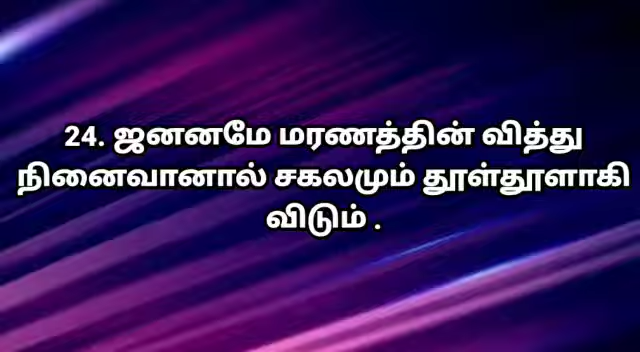 24. ஜனனமே மரணத்தின் வித்து
நினைவானால் சகலமும் தூள்தூளாகி
விடும் .